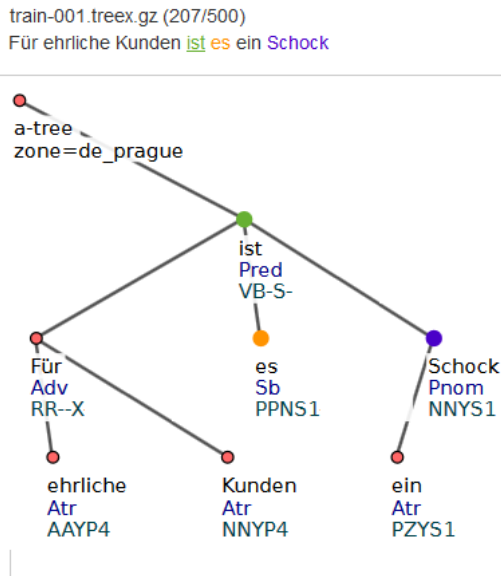 train-001.treex.gz (207/500)
Für ehrliche Kunden ist es ein Schock
a-tree
zone=de_prague
ist
Pred
VB-S-
Für
Adv
RR--X
es
Sb
PPNS1
Schock
Pnom
NNYS1
ehrliche
Atr
AAYP4
Kunden
Atr
NNYP4
ein
Atr
PZYS1